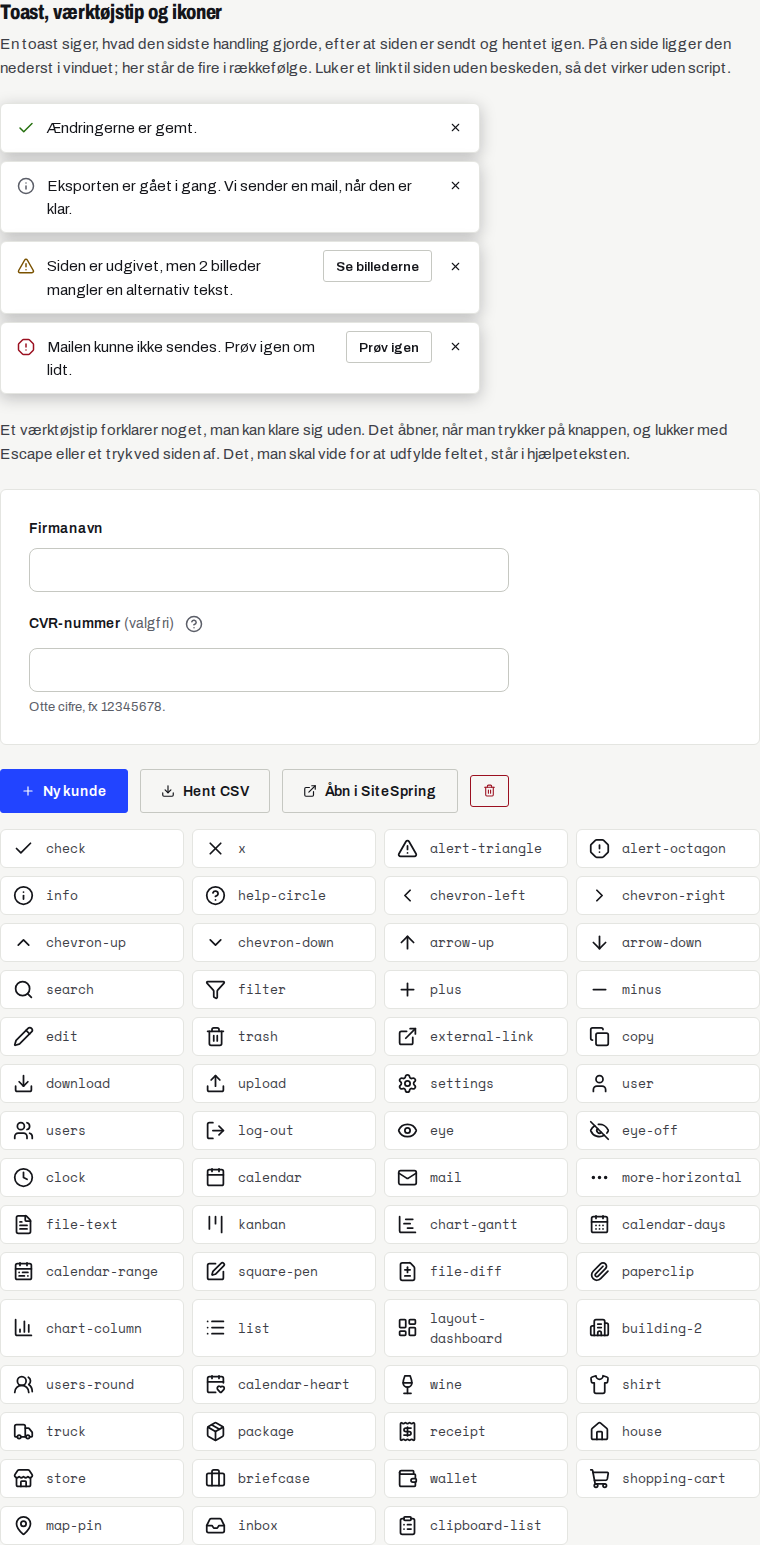 Toast, værktøjstip og ikoner
En toast siger, hvad den sidste handling gjorde, efter at siden er sendt og hentet igen. På en side ligger den
nederst i vinduet; her står de fire i rækkefølge. Luk er et link til siden uden beskeden, så det virker uden script.
Ændringerne er gemt.
Eksporten er gået i gang. Vi sender en mail, når den er
klar.
Siden er udgivet, men 2 billeder
mangler en alternativ tekst.
Se billederne
Mailen kunne ikke sendes. Prøv igen om
lidt.
Prøv igen
Et værktøjstip forklarer noget, man kan klare sig uden. Det åbner, når man trykker på knappen, og lukker med
Escape eller et tryk ved siden af. Det, man skal vide for at udfylde feltet, står i hjælpeteksten.
Firmanavn
CVR-nummer (valgfri)
Otte cifre, fx 12345678.
Ny kunde
Hent CSV
Åbn i SiteSpring
check
x
alert-triangle
alert-octagon
info
help-circle
chevron-left
chevron-right
chevron-up
chevron-down
arrow-up
arrow-down
search
filter
plus
minus
edit
trash
external-link
copy
download
upload
settings
user
users
log-out
eye
eye-off
clock
calendar
mail
more-horizontal
file-text
kanban
chart-gantt
calendar-days
calendar-range
square-pen
file-diff
paperclip
chart-column
list
layout-
dashboard
building-2
users-round
calendar-heart
wine
shirt
truck
package
receipt
house
store
briefcase
wallet
shopping-cart
map-pin
inbox
clipboard-list